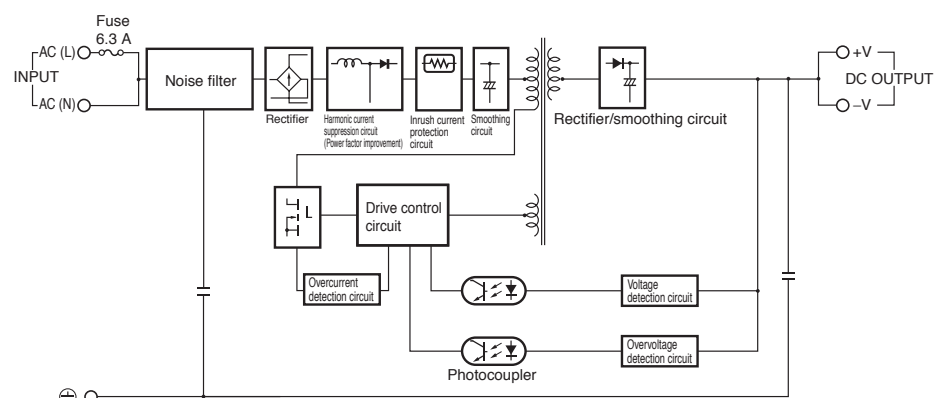 Fuse
6.3 A
AC (L)
INPUT
AC (N)
Noise filter
Rectifier
Harmonic current
suppression circuit
(Power factor improvement)
Inrush current
protection
circuit
Smoothing
circuit
Rectifier/smoothing circuit
+V
DC OUTPUT
–V
Drive control
circuit
Overcurrent
detection circuit
Voltage
detection circuit
Overvoltage
detection circuit
Photocoupler